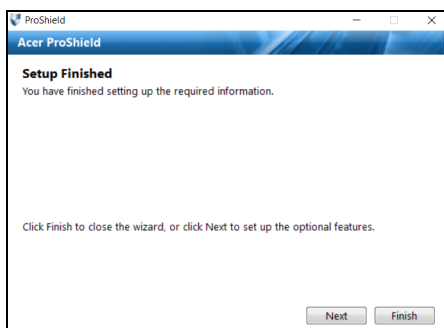 ProShield
Acer ProShield
Setup Finished
You have finished setting up the required information.
Click Finish to close the wizard, or click Next to set up the optional features.
Next Finish